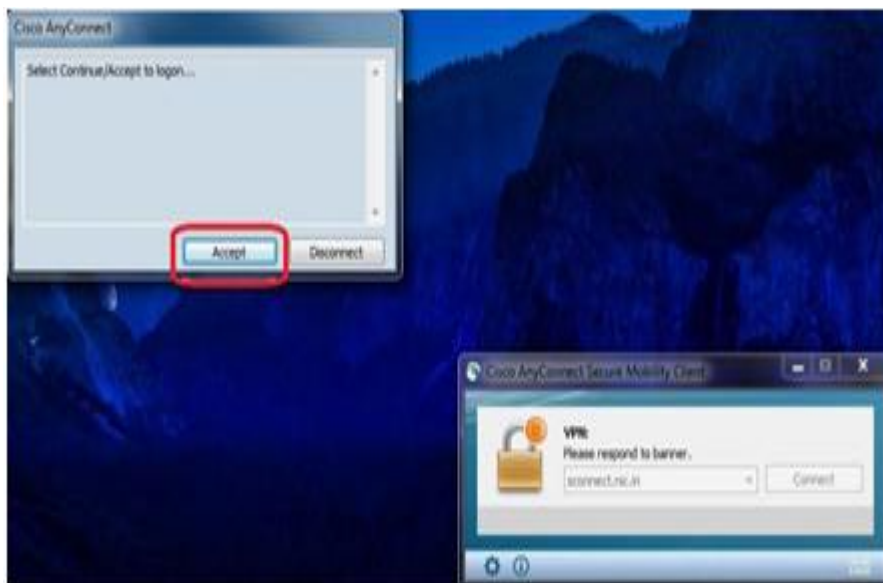 Cisco AnyConnect
Select Continue/Accept to logon...
Accept
Disconnect
Cisco AnyConnect Secure Mobility Client
VPN:
Please respond to banner.
sconnect.nic.in
Connect